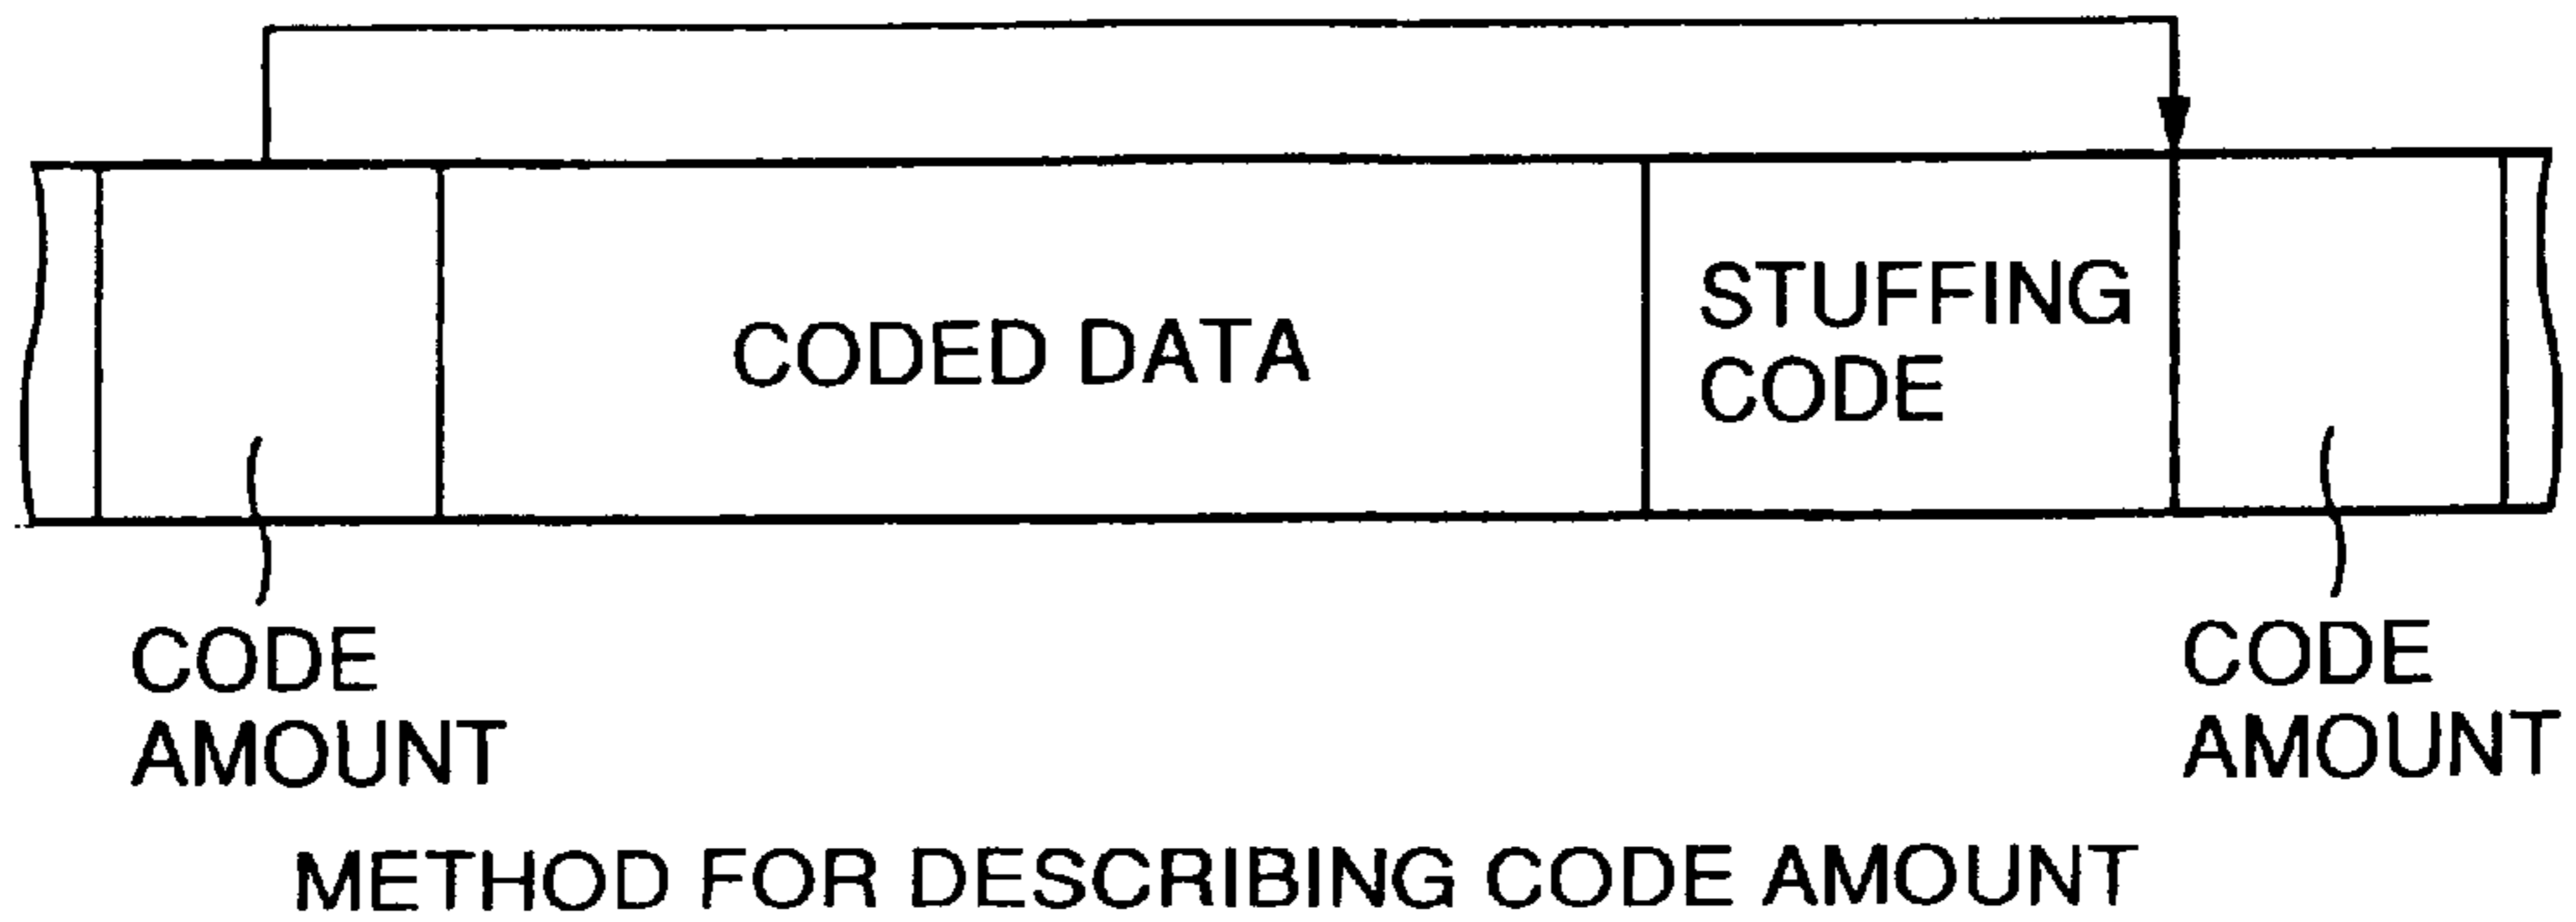 CODED DATA
STUFFING
CODE
CODE
AMOUNT
CODE
AMOUNT
METHOD FOR DESCRIBING CODE AMOUNT